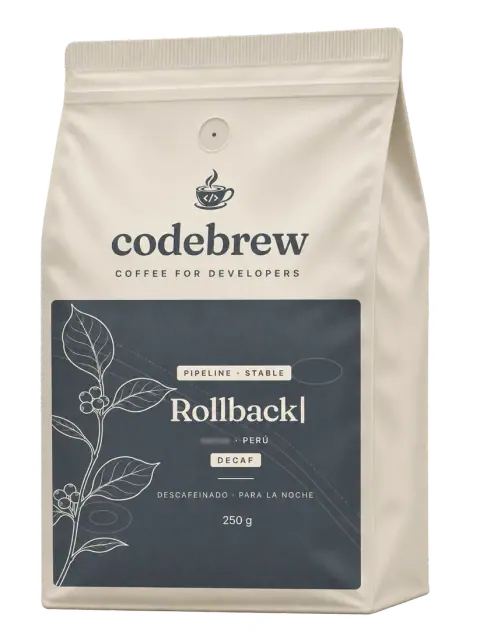 </>
codebrew
COFFEE FOR DEVELOPERS
PIPELINE · STABLE
Rollback|
· PERÚ
DECAF
DESCAFEINADO · PARA LA NOCHE
250 g